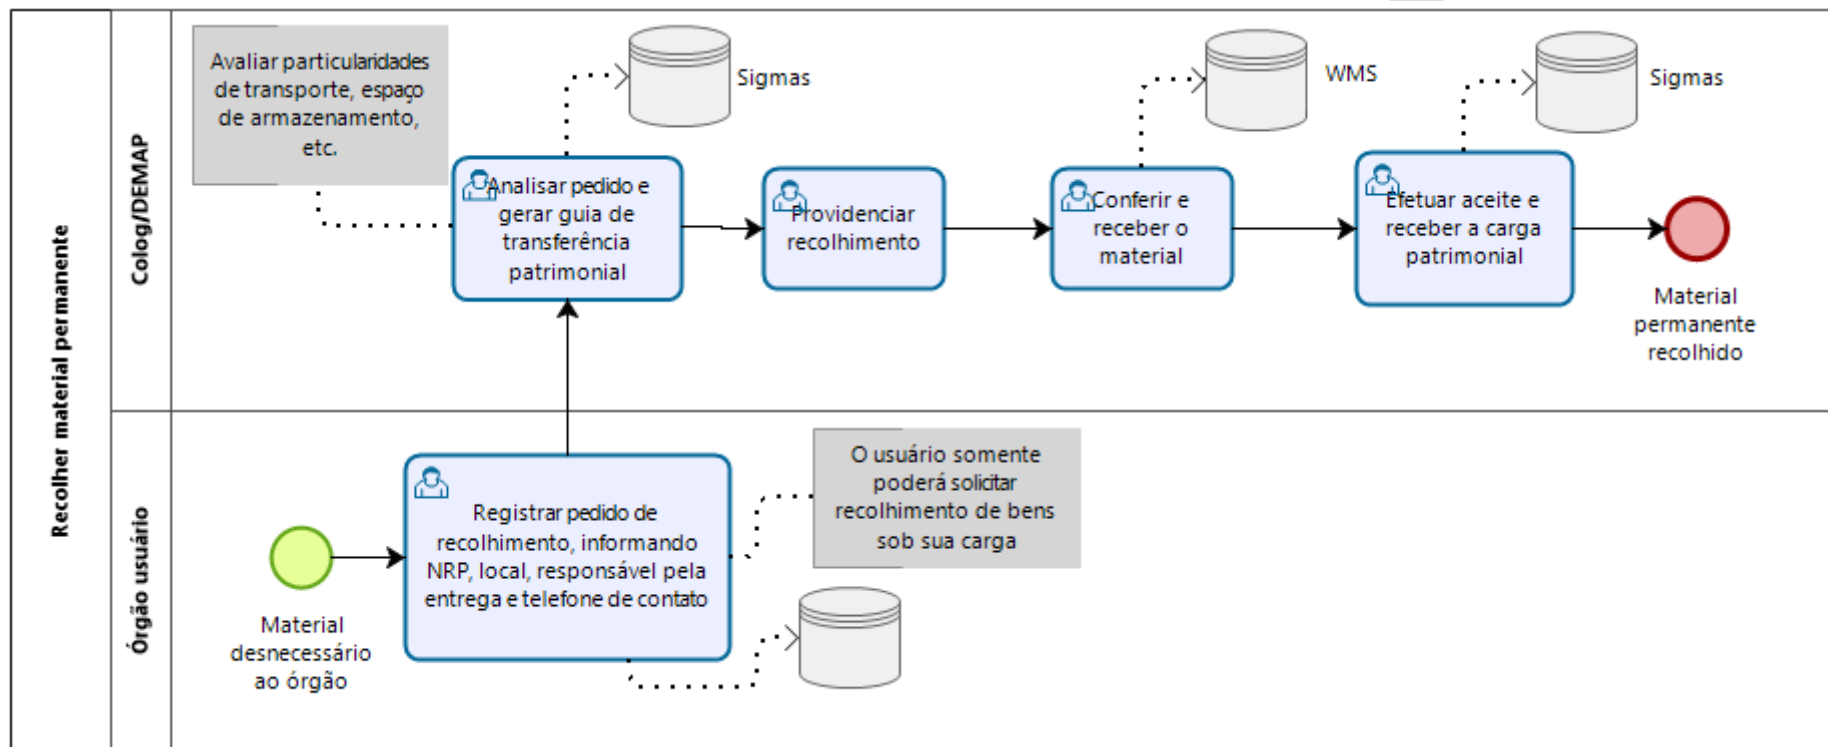 Recolher material permanente
Colog/DEMAP
Avaliar particularidades
de transporte, espaço
de armazenamento,
etc.
Sigmas
WMS
Sigmas
Analisar pedido e
gerar guia de
transferência
patrimonial
Providenciar
recolhimento
Conferir e
receber o
material
Efetuar aceite e
receber a carga
patrimonial
Material
permanente
recolhido
Órgão usuário
Material
desnecessário
ao órgão
Registrar pedido de
recolhimento, informando
NRP, local, responsável pela
entrega e telefone de contato
O usuário somente
poderá solicitar
recolhimento de bens
sob sua carga